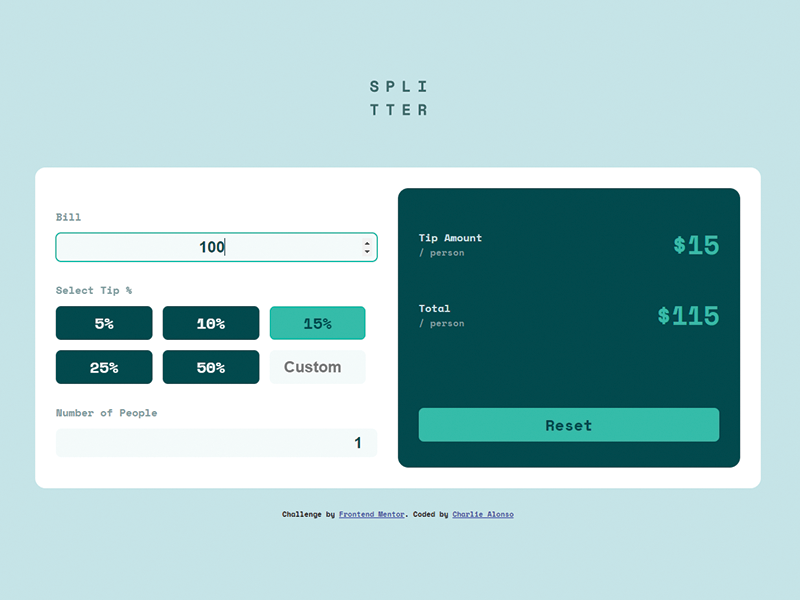 SPLI
TTER
Bill
100
Select Tip %
5%
10%
15%
25%
50%
Custom
Number of People
1
Tip Amount
/ person
$15
Total
/ person
$115
Reset
Challenge by Frontend Mentor. Coded by Charlie Alonso